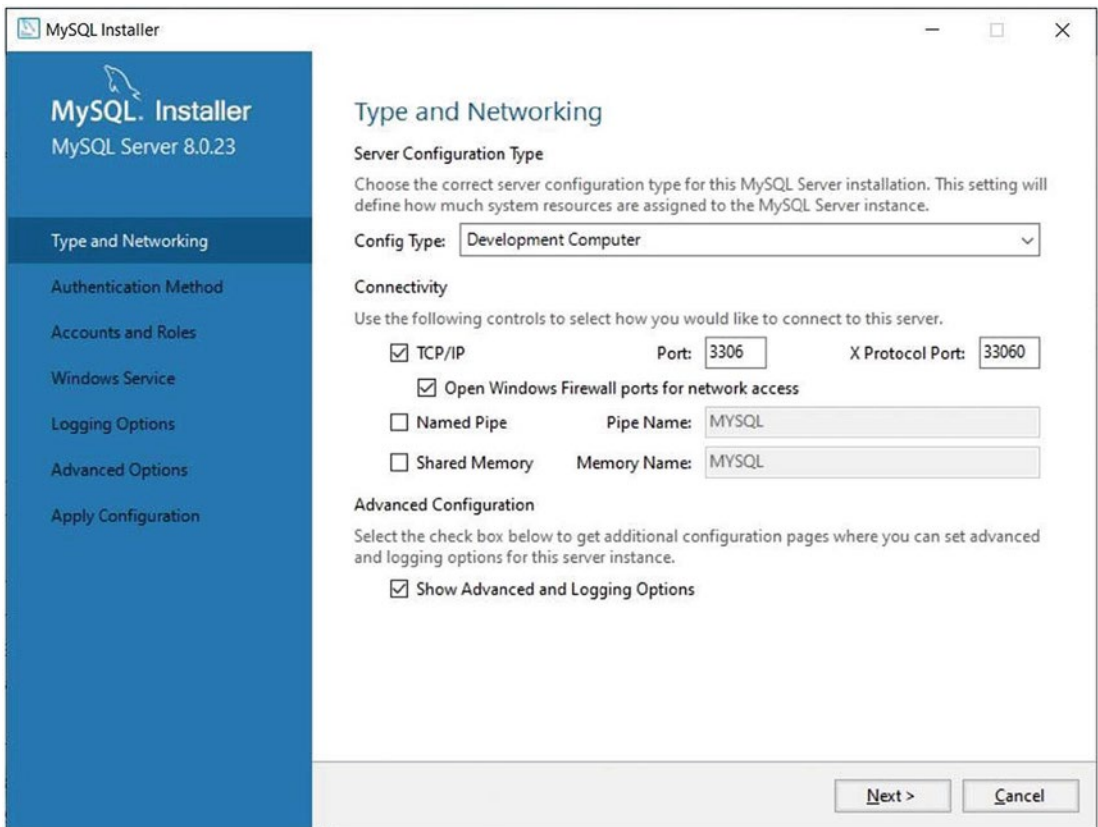 MySQL Installer
MySQL. Installer
MySQL Server 8.0.23
Type and Networking
Authentication Method
Accounts and Roles
Windows Service
Logging Options
Advanced Options
Apply Configuration
Type and Networking
Server Configuration Type
Choose the correct server configuration type for this MySQL Server installation. This setting will
define how much system resources are assigned to the MySQL Server instance.
Config Type: Development Computer
Connectivity
Use the following controls to select how you would like to connect to this server.
TCP/IP Port: 3306 X Protocol Port: 33060
Open Windows Firewall ports for network access
Named Pipe Pipe Name: MYSQL
Shared Memory Memory Name: MYSQL
Advanced Configuration
Select the check box below to get additional configuration pages where you can set advanced
and logging options for this server instance.
Show Advanced and Logging Options
Next > Cancel